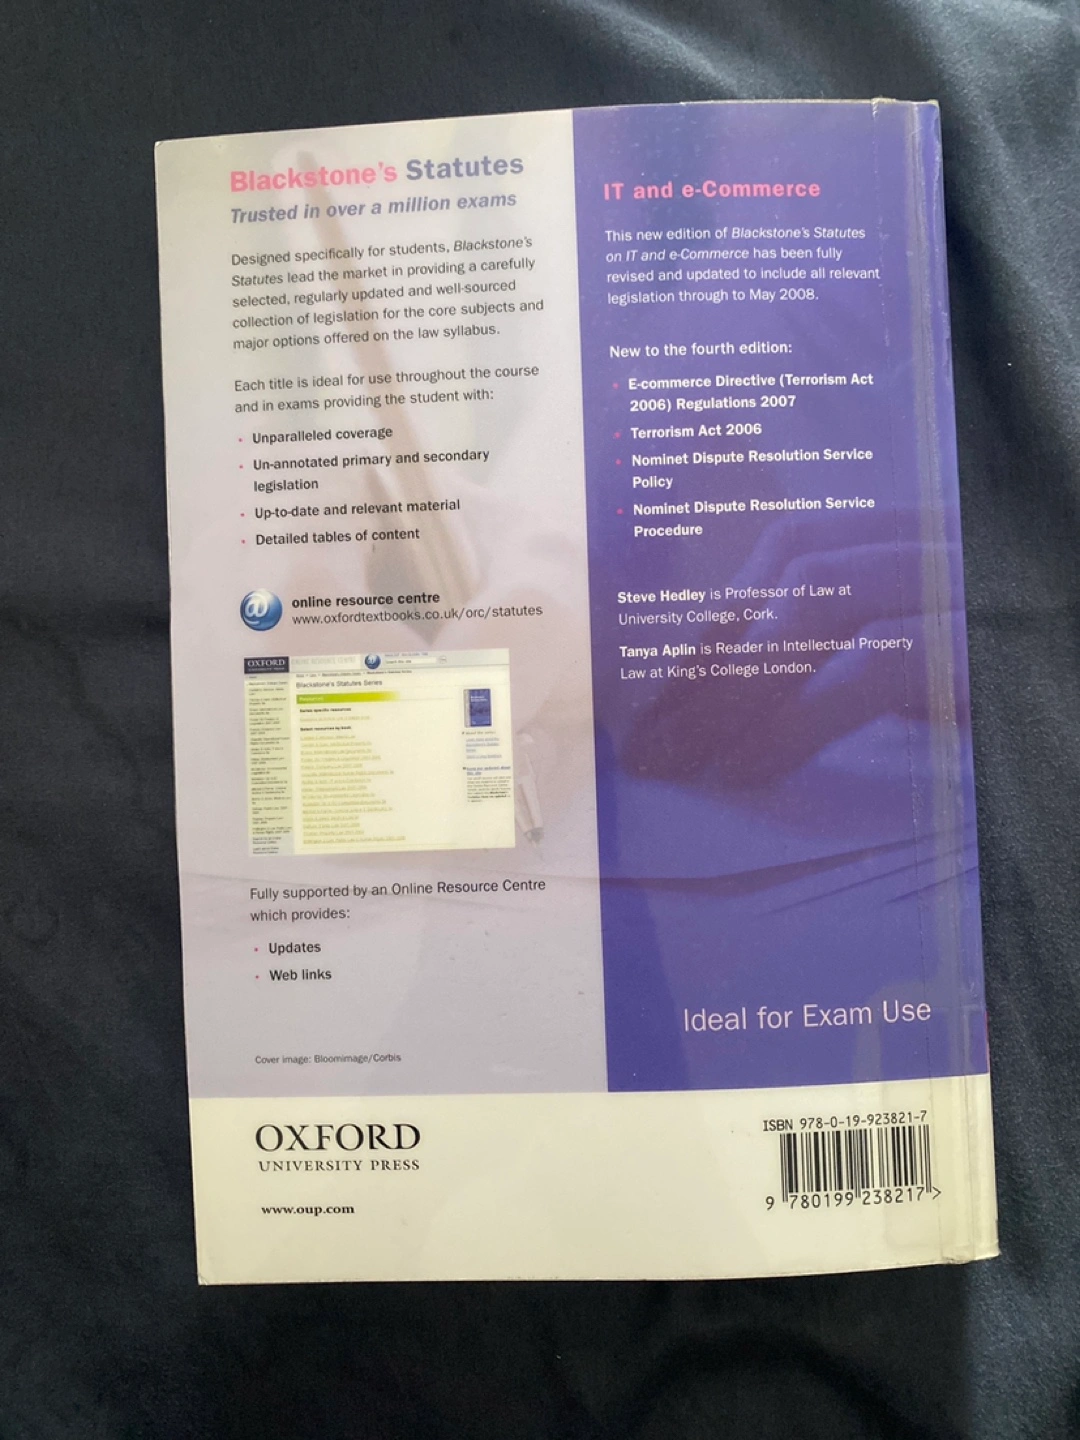 Blackstone's Statutes
Trusted in over a million exams
Designed specifically for students, Blackstone's
Statutes lead the market in providing a carefully
selected, regularly updated and well-sourced
collection of legislation for the core subjects and
major options offered on the law syllabus.
Each title is ideal for use throughout the course
and in exams providing the student with:
• Unparalleled coverage
• Un-annotated primary and secondary
legislation
• Up-to-date and relevant material
• Detailed tables of content
@ online resource centre
www.oxfordtextbooks.co.uk/orc/statutes
OXFORD
ONLINE RESOURCE CENTRE
Blackstone's Statutes Series
Fully supported by an Online Resource Centre
which provides:
• Updates
• Web links
Cover image: Bloomimage/Corbis
IT and e-Commerce
This new edition of Blackstone's Statutes
on IT and e-Commerce has been fully
revised and updated to include all relevant
legislation through to May 2008.
New to the fourth edition:
• E-commerce Directive (Terrorism Act
2006) Regulations 2007
• Terrorism Act 2006
• Nominet Dispute Resolution Service
Policy
• Nominet Dispute Resolution Service
Procedure
Steve Hedley is Professor of Law at
University College, Cork.
Tanya Aplin is Reader in Intellectual Property
Law at King's College London.
Ideal for Exam Use
OXFORD
UNIVERSITY PRESS
www.oup.com
ISBN 978-0-19-923821-7
9 780199 238217 >